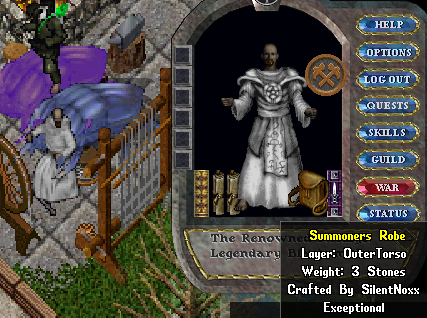 HELP
OPTIONS
LOG OUT
QUESTS
SKILLS
GUILD
WAR
STATUS
The Renowned
Legendary B
Summoners Robe
Layer: OuterTorso
Weight: 3 Stones
Crafted By SilentNoxx
Exceptional